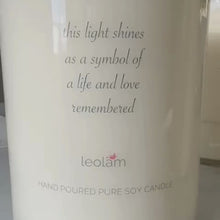 this light shines
as a symbol of
a life and love
remembered
leolam
HAND POURED PURE SOY CANDLE